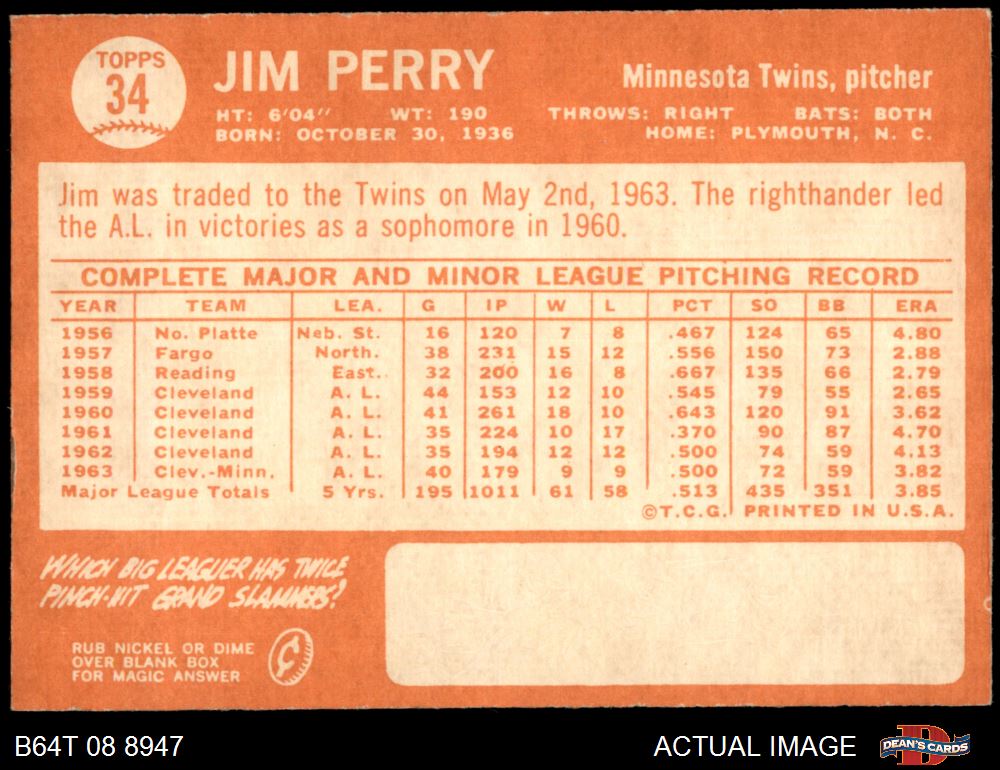 TOPPS
34
JIM PERRY
Minnesota Twins, pitcher
HT: 6'04" WT: 190 THROWS: RIGHT BATS: BOTH
BORN: OCTOBER 30, 1936 HOME: PLYMOUTH, N. C.
Jim was traded to the Twins on May 2nd, 1963. The righthander led
the A.L. in victories as a sophomore in 1960.
COMPLETE MAJOR AND MINOR LEAGUE PITCHING RECORD
YEAR TEAM LEA. G IP W L PCT SO BB ERA
1956 No. Platte Neb. St. 16 120 7 8 .467 124 65 4.80
1957 Fargo North. 38 231 15 12 .556 150 73 2.88
1958 Reading East. 32 200 16 8 .667 135 66 2.79
1959 Cleveland A. L. 44 153 12 10 .545 79 55 2.65
1960 Cleveland A. L. 41 261 18 10 .643 120 91 3.62
1961 Cleveland A. L. 35 224 10 17 .370 90 87 4.70
1962 Cleveland A. L. 35 194 12 12 .500 74 59 4.13
1963 Clev.-Minn. A. L. 40 179 9 9 .500 72 59 3.82
Major League Totals 5 Yrs. 195 1011 61 58 .513 435 351 3.85
©T.C.G. PRINTED IN U.S.A.
WHICH BIG LEAGUER HAS TWICE
PINCH-HIT GRAND SLAMMERS?
RUB NICKEL OR DIME
OVER BLANK BOX
FOR MAGIC ANSWER
¢
B64T 08 8947
ACTUAL IMAGE
D
DEAN'S CARDS